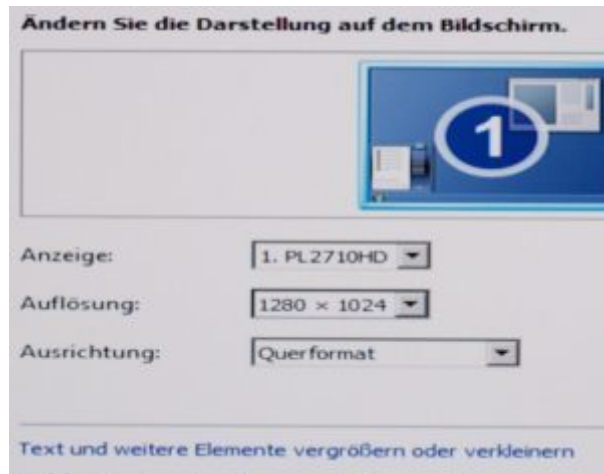 Ändern Sie die Darstellung auf dem Bildschirm.
1
Anzeige: 1. PL2710HD
Auflösung: 1280 × 1024
Ausrichtung: Querformat
Text und weitere Elemente vergrößern oder verkleinern